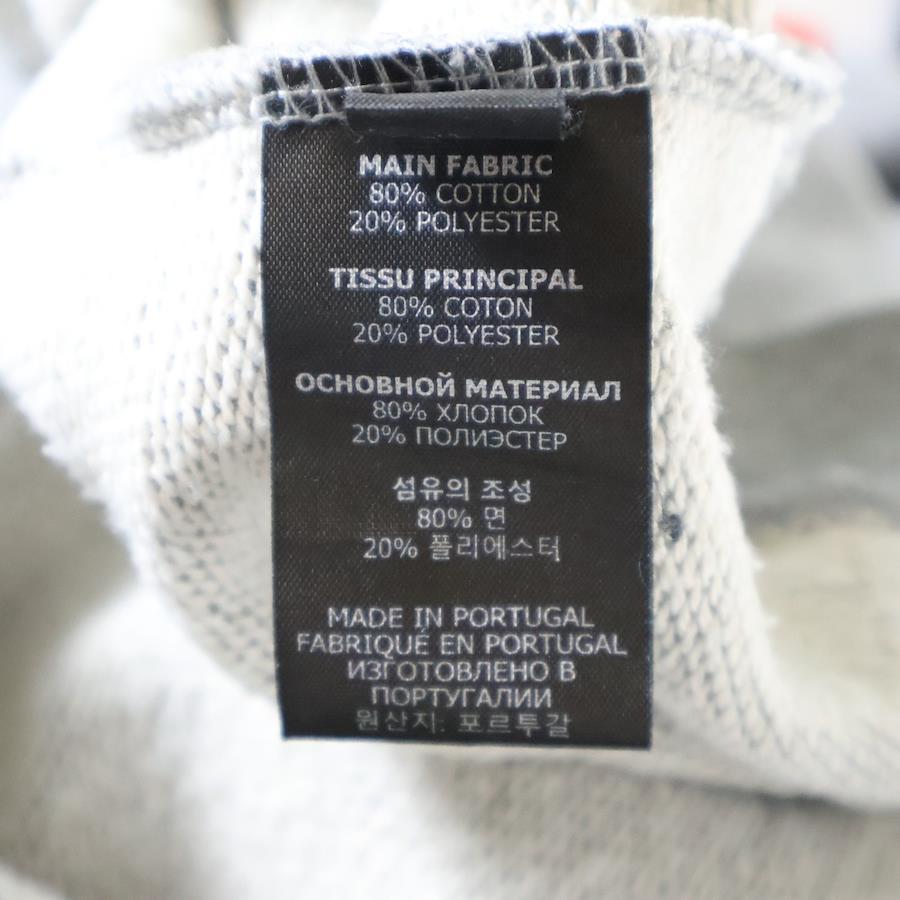 MAIN FABRIC
80% COTTON
20% POLYESTER
TISSU PRINCIPAL
80% COTON
20% POLYESTER
ОСНОВНОЙ МАТЕРИАЛ
80% ХЛОПОК
20% ПОЛИЭСТЕР
섬유의 조성
80% 면
20% 폴리에스터
MADE IN PORTUGAL
FABRIQUÉ EN PORTUGAL
ИЗГОТОВЛЕНО В
ПОРТУГАЛИИ
원산지: 포르투갈